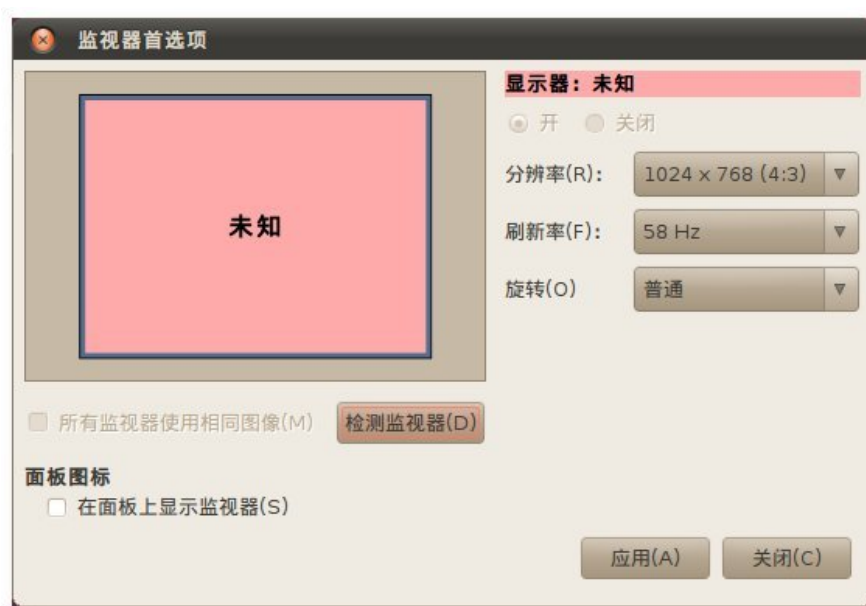 监视器首选项
显示器：未知
开 关闭
分辨率(R)： 1024 x 768 (4:3)
未知
刷新率(F)： 58 Hz
旋转(O) 普通
所有监视器使用相同图像(M) 检测监视器(D)
面板图标
在面板上显示监视器(S)
应用(A) 关闭(C)